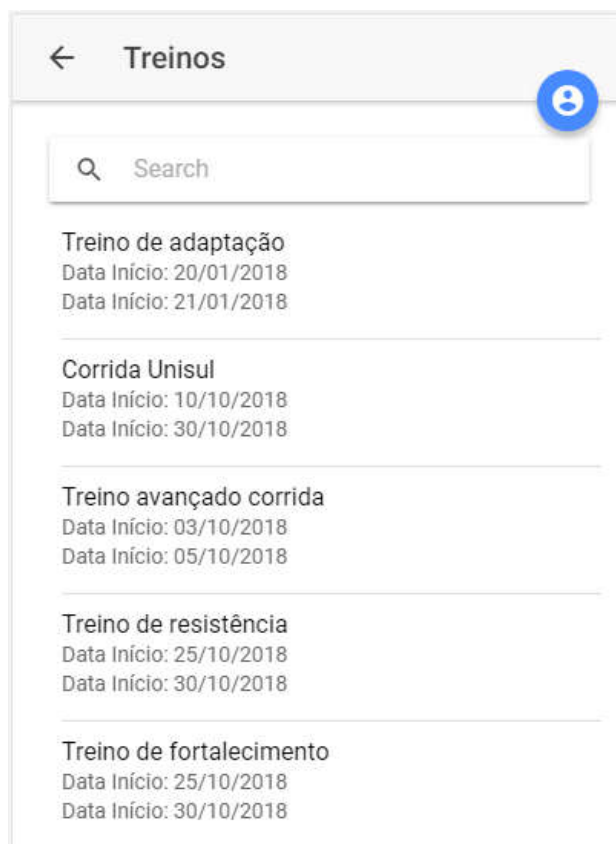 Treinos
Search
Treino de adaptação
Data Início: 20/01/2018
Data Início: 21/01/2018
Corrida Unisul
Data Início: 10/10/2018
Data Início: 30/10/2018
Treino avançado corrida
Data Início: 03/10/2018
Data Início: 05/10/2018
Treino de resistência
Data Início: 25/10/2018
Data Início: 30/10/2018
Treino de fortalecimento
Data Início: 25/10/2018
Data Início: 30/10/2018